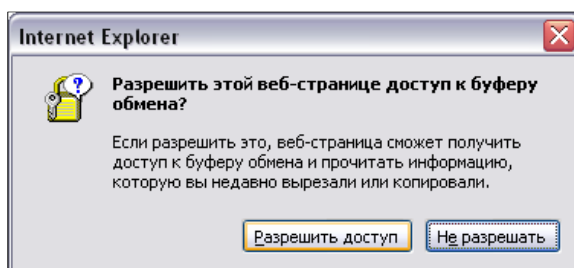 Internet Explorer
Разрешить этой веб-странице доступ к буферу
обмена?
Если разрешить это, веб-страница сможет получить
доступ к буферу обмена и прочитать информацию,
которую вы недавно вырезали или копировали.
Разрешить доступ Не разрешать